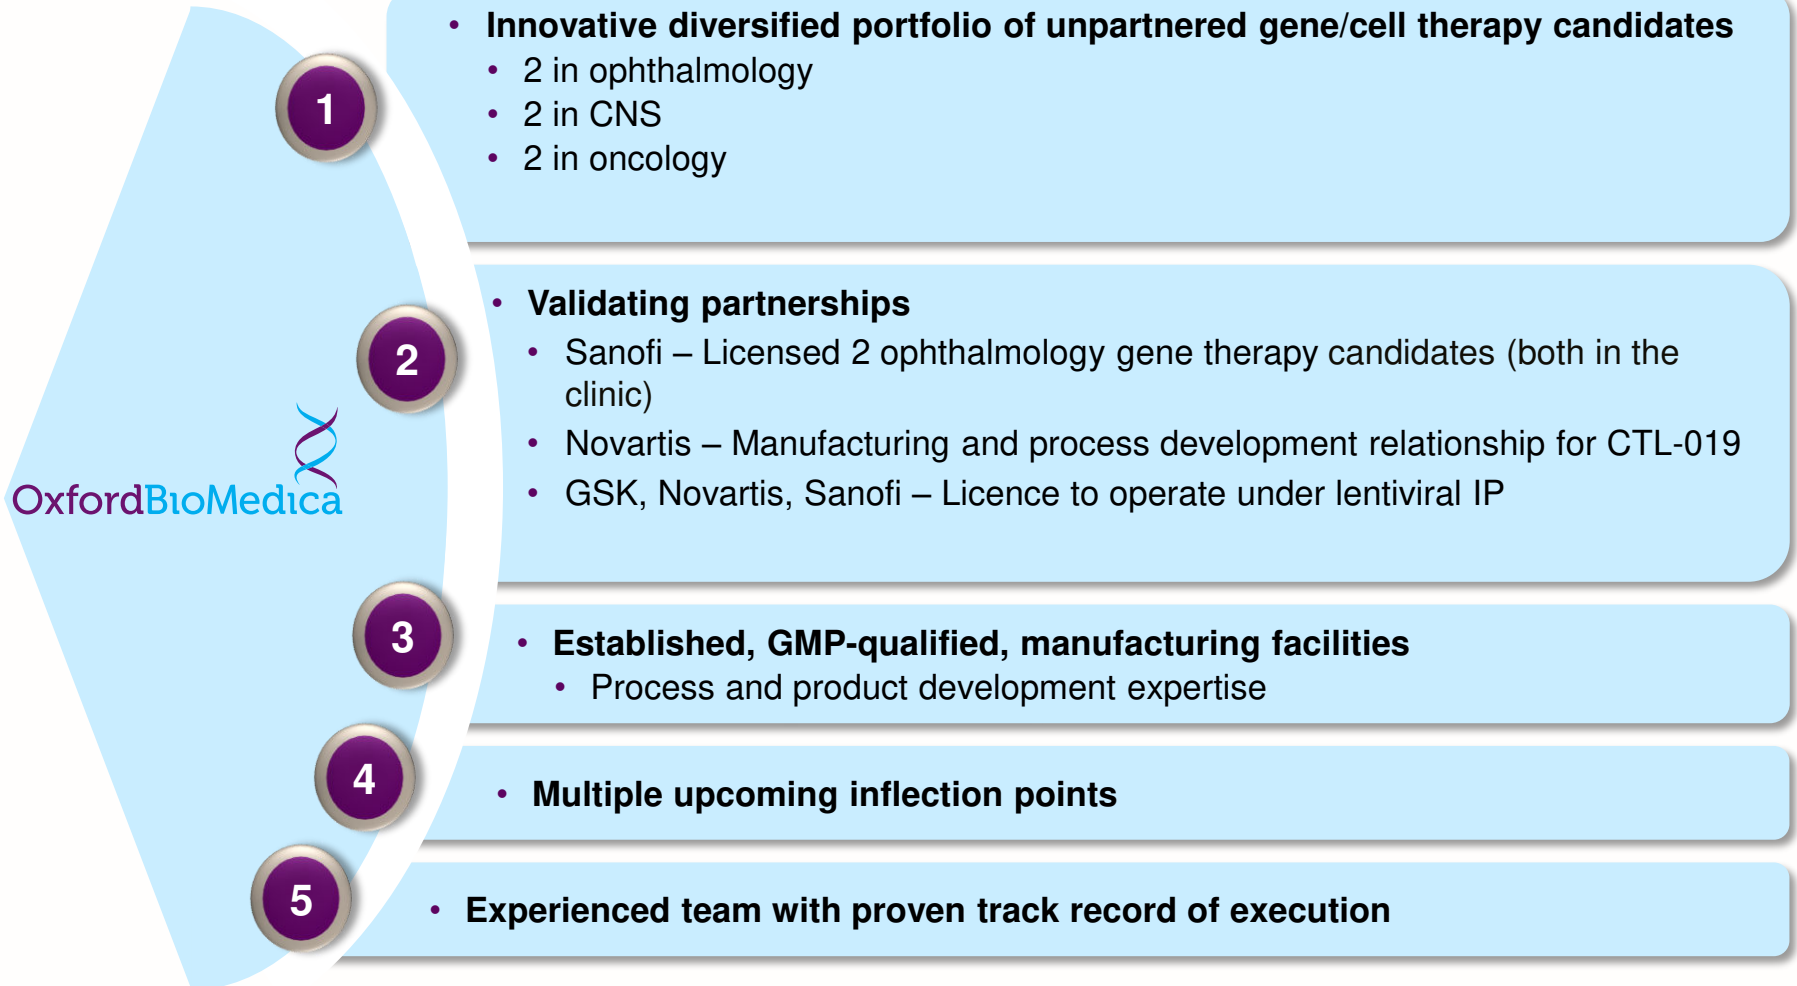 1
• Innovative diversified portfolio of unpartnered gene/cell therapy candidates
• 2 in ophthalmology
• 2 in CNS
• 2 in oncology
2
• Validating partnerships
• Sanofi – Licensed 2 ophthalmology gene therapy candidates (both in the
clinic)
• Novartis – Manufacturing and process development relationship for CTL-019
• GSK, Novartis, Sanofi – Licence to operate under lentiviral IP
OxfordBioMedica
3
• Established, GMP-qualified, manufacturing facilities
• Process and product development expertise
4
• Multiple upcoming inflection points
5
• Experienced team with proven track record of execution